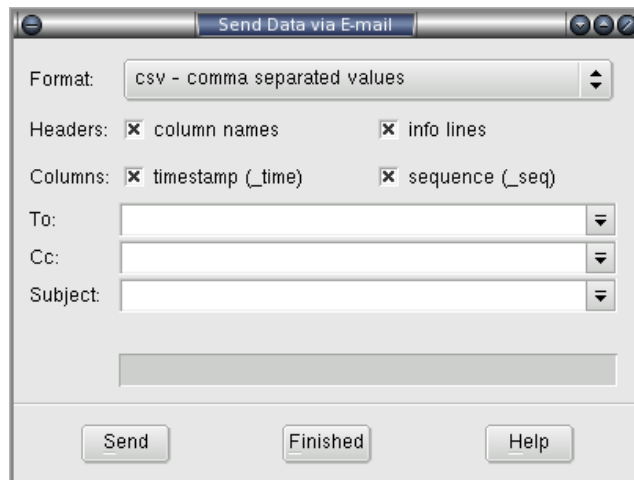 Send Data via E-mail
Format: csv - comma separated values
Headers: column names info lines
Columns: timestamp (_time) sequence (_seq)
To:
Cc:
Subject:
Send Finished Help